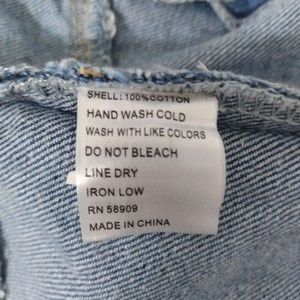 SHELL:100%COTTON
HAND WASH COLD
WASH WITH LIKE COLORS
DO NOT BLEACH
LINE DRY
IRON LOW
RN 58909
MADE IN CHINA